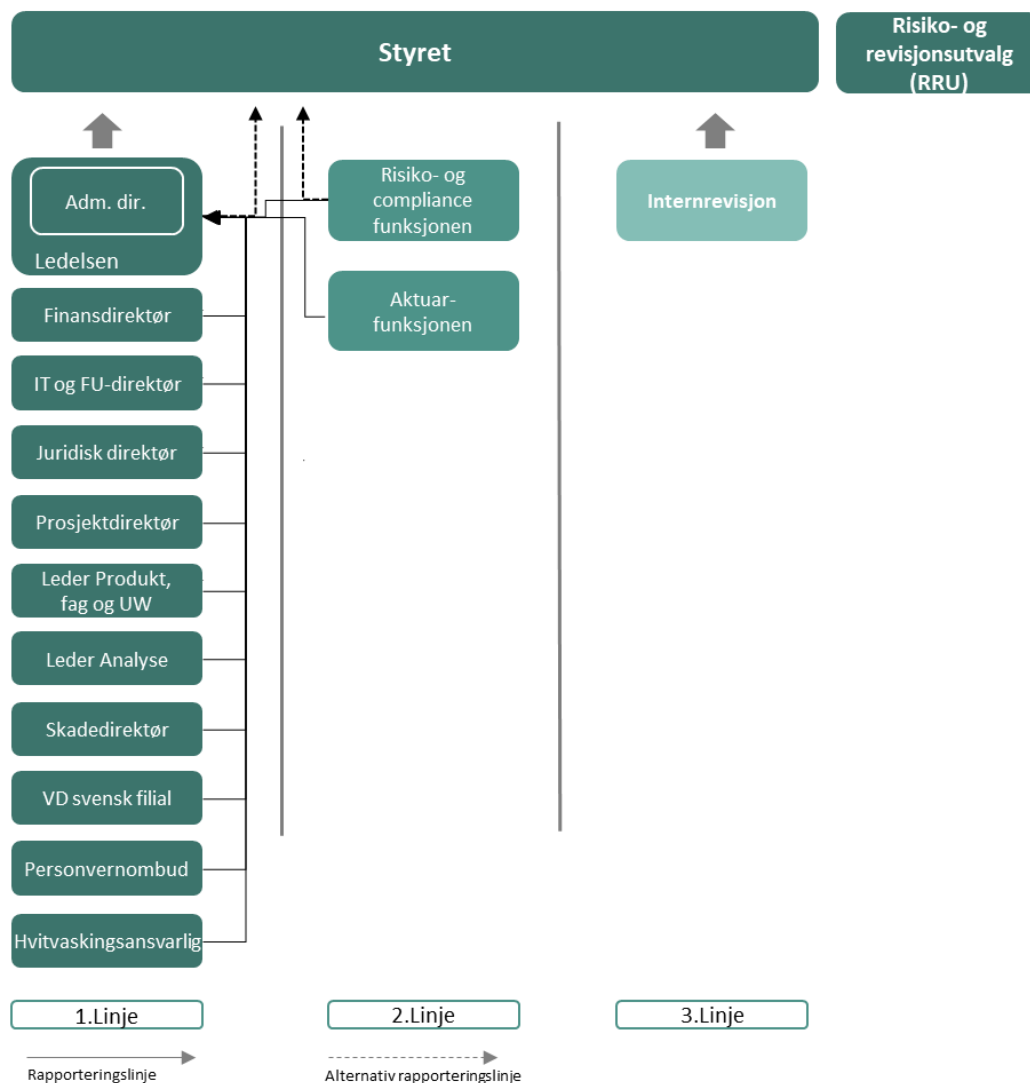 Styret
Risiko- og
revisjonsutvalg
(RRU)
Adm. dir.
Ledelsen
Risiko- og
compliance
funksjonen
Internrevisjon
Aktuar-
funksjonen
Finansdirektør
IT og FU-direktør
Juridisk direktør
Prosjektdirektør
Leder Produkt,
fag og UW
Leder Analyse
Skadedirektør
VD svensk filial
Personvernombud
Hvitvaskingsansvarlig
1.Linje
2.Linje
3.Linje
Rapporteringslinje
Alternativ rapporteringslinje